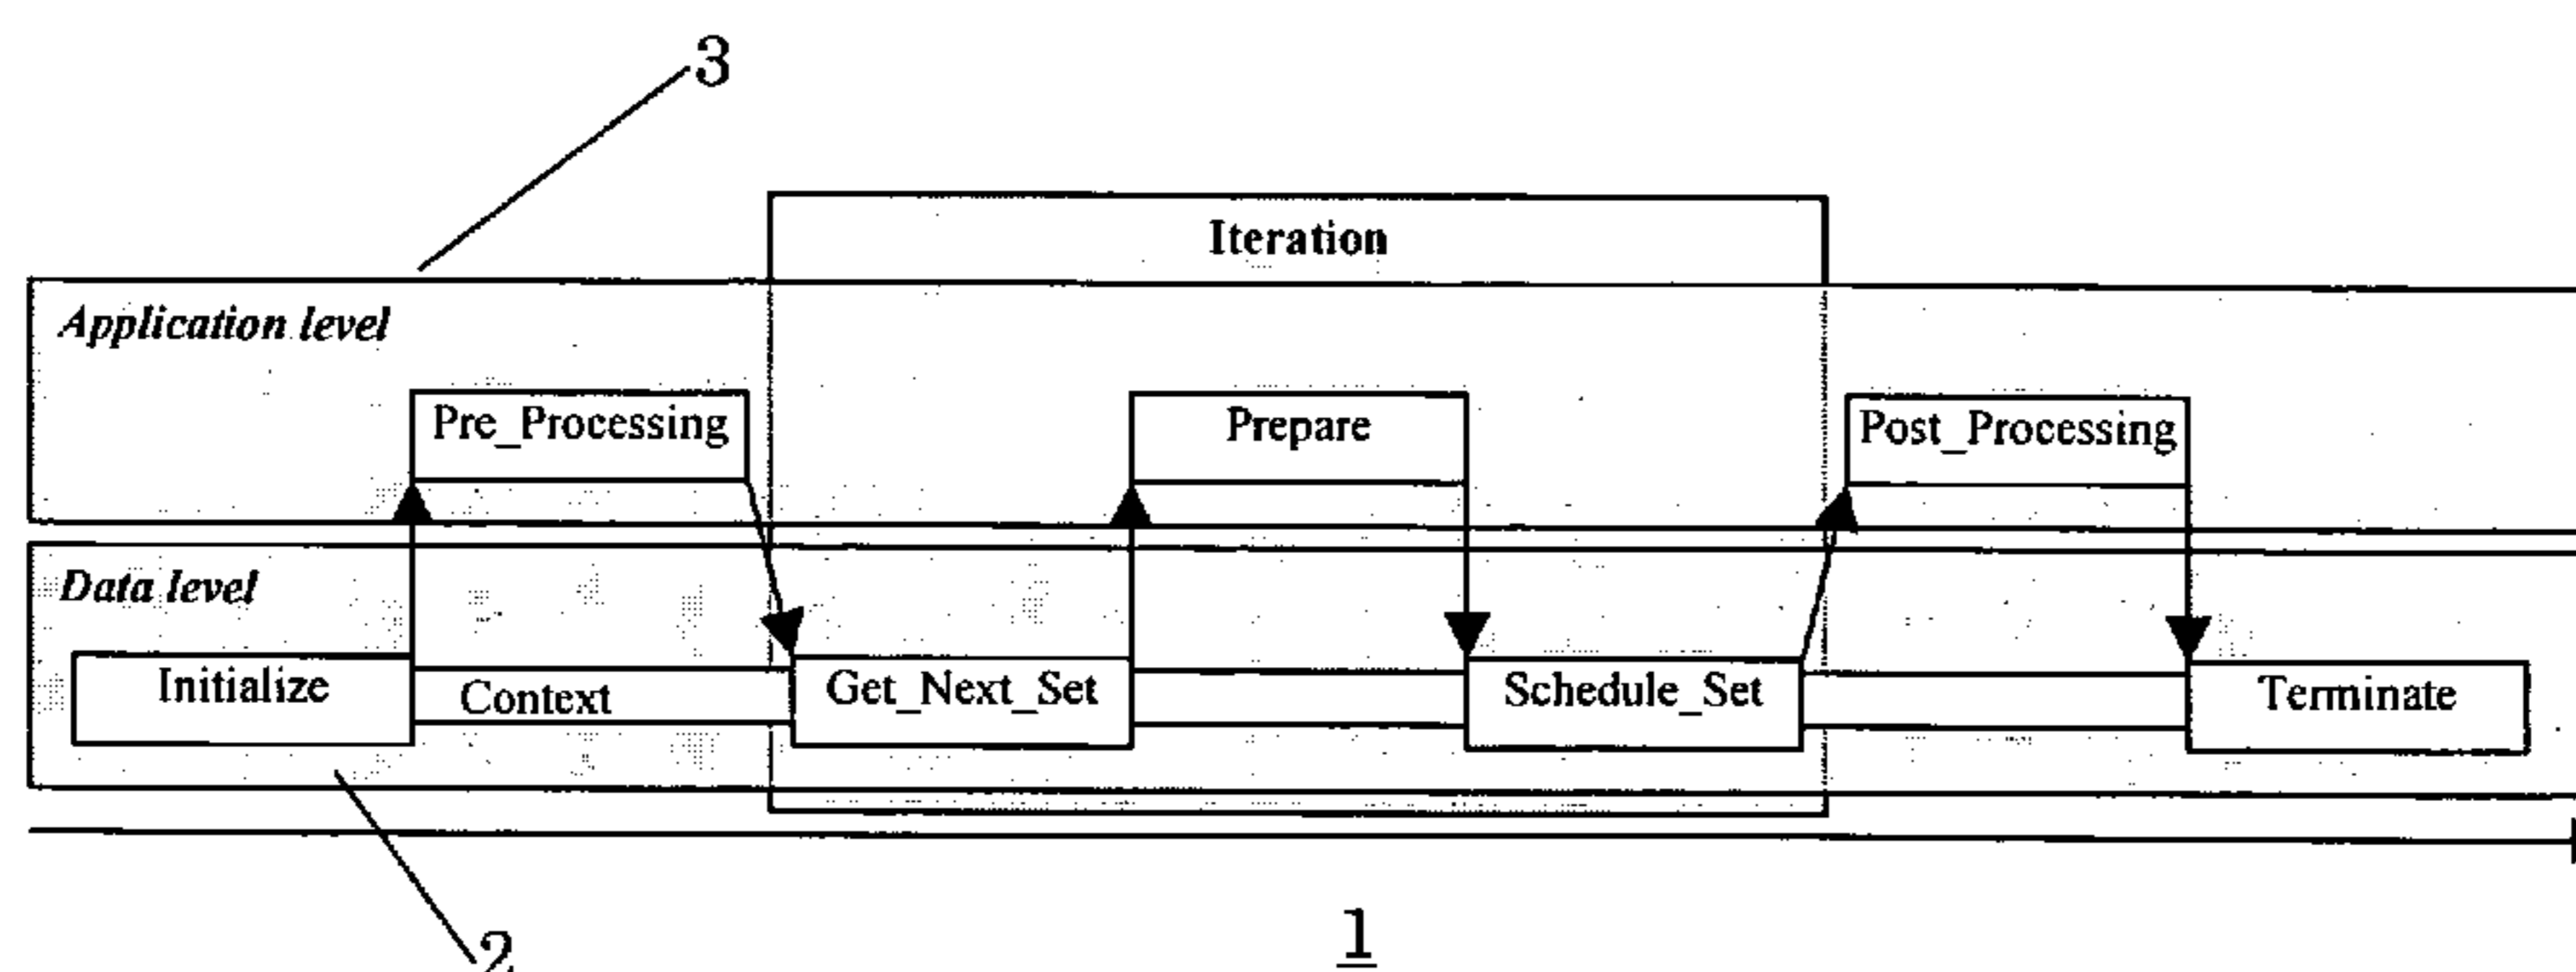 3
Iteration
Application level
Pre_Processing
Prepare
Post_Processing
Data level
Initialize
Context
Get_Next_Set
Schedule_Set
Terminate
2
1